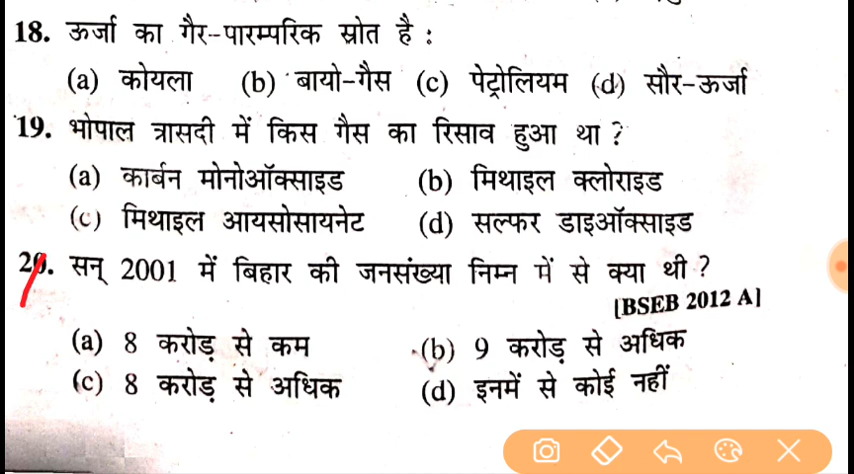 18. ऊर्जा का गैर-पारम्परिक स्रोत है :
(a) कोयला (b) बायो-गैस (c) पेट्रोलियम (d) सौर-ऊर्जा
19. भोपाल त्रासदी में किस गैस का रिसाव हुआ था ?
(a) कार्बन मोनोऑक्साइड (b) मिथाइल क्लोराइड
(c) मिथाइल आयसोसायनेट (d) सल्फर डाइऑक्साइड
20. सन् 2001 में बिहार की जनसंख्या निम्न में से क्या थी ?
[BSEB 2012 A]
(a) 8 करोड़ से कम (b) 9 करोड़ से अधिक
(c) 8 करोड़ से अधिक (d) इनमें से कोई नहीं